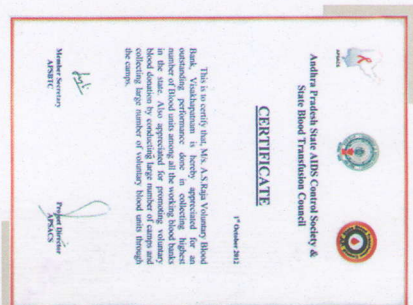 APSACS
Andhra Pradesh State AIDS Control Society &
State Blood Transfusion Council
CERTIFICATE
1st October 2012
This is to certify that, M/s. A.S.Raja Voluntary Blood
Bank, Visakhapatnam is hereby appreciated for an
outstanding performance done in collecting highest
number of Blood units among all the working blood banks
in the state. Also appreciated for promoting voluntary
blood donation by conducting large number of camps and
collecting large number of voluntary blood units through
the camps.
Member Secretary
APSBTC
Project Director
APSACS